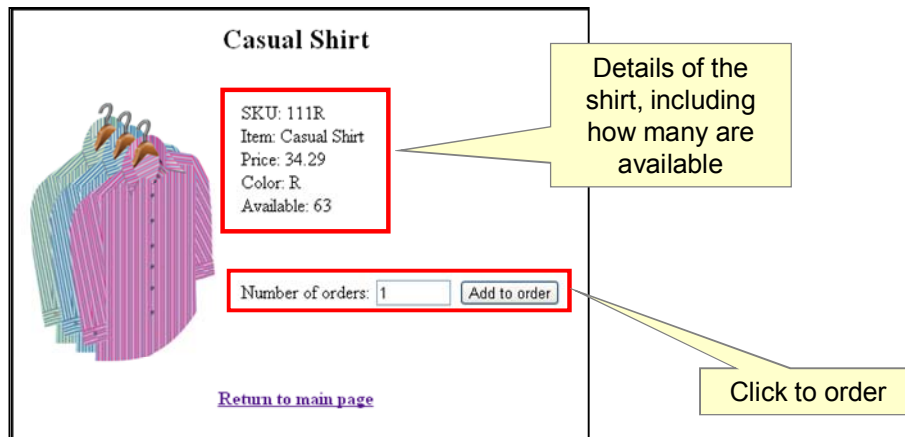 Casual Shirt
Details of the
shirt, including
how many are
available
SKU: 111R
Item: Casual Shirt
Price: 34.29
Color: R
Available: 63
Number of orders: 1 Add to order
Click to order
Return to main page